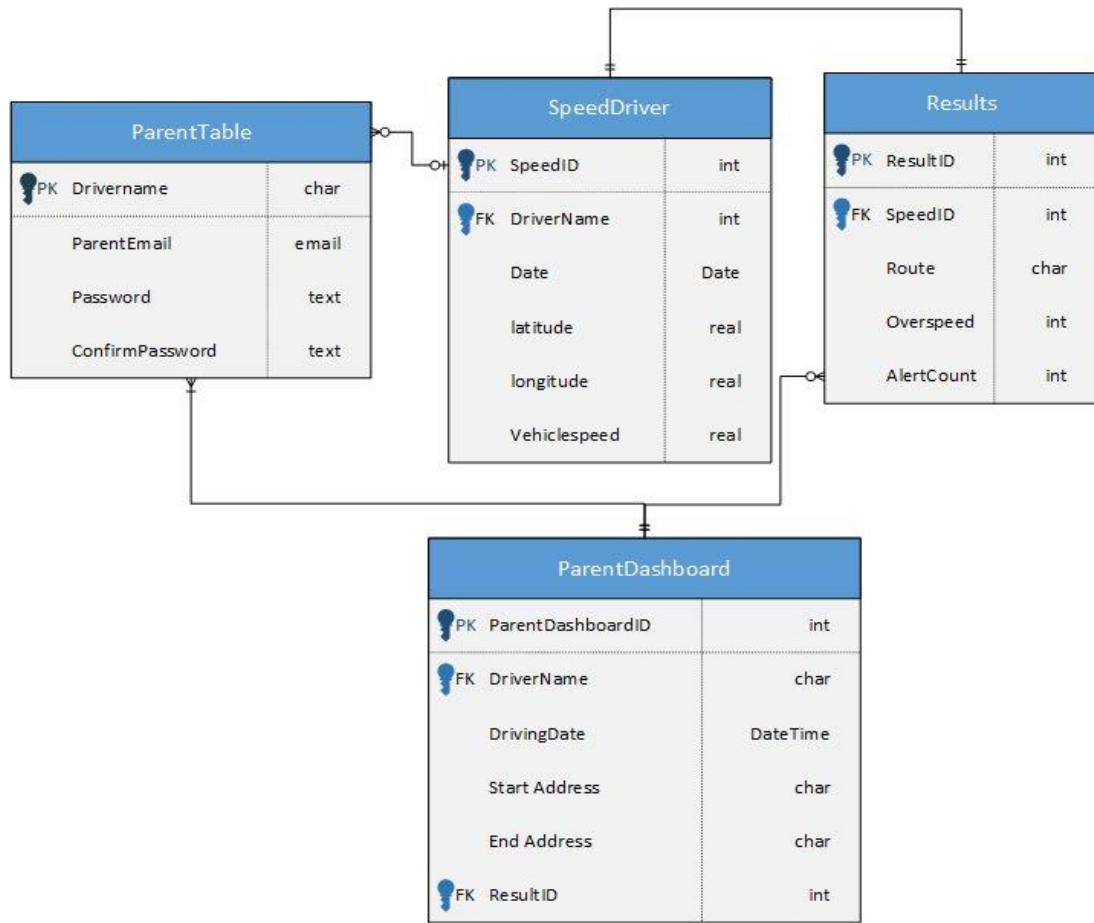 ParentTable
PK Drivername char
ParentEmail email
Password text
ConfirmPassword text
SpeedDriver
PK SpeedID int
FK DriverName int
Date Date
latitude real
longitude real
Vehiclespeed real
Results
PK ResultID int
FK SpeedID int
Route char
Overspeed int
AlertCount int
ParentDashboard
PK ParentDashboardID int
FK DriverName char
DrivingDate DateTime
Start Address char
End Address char
FK ResultID int